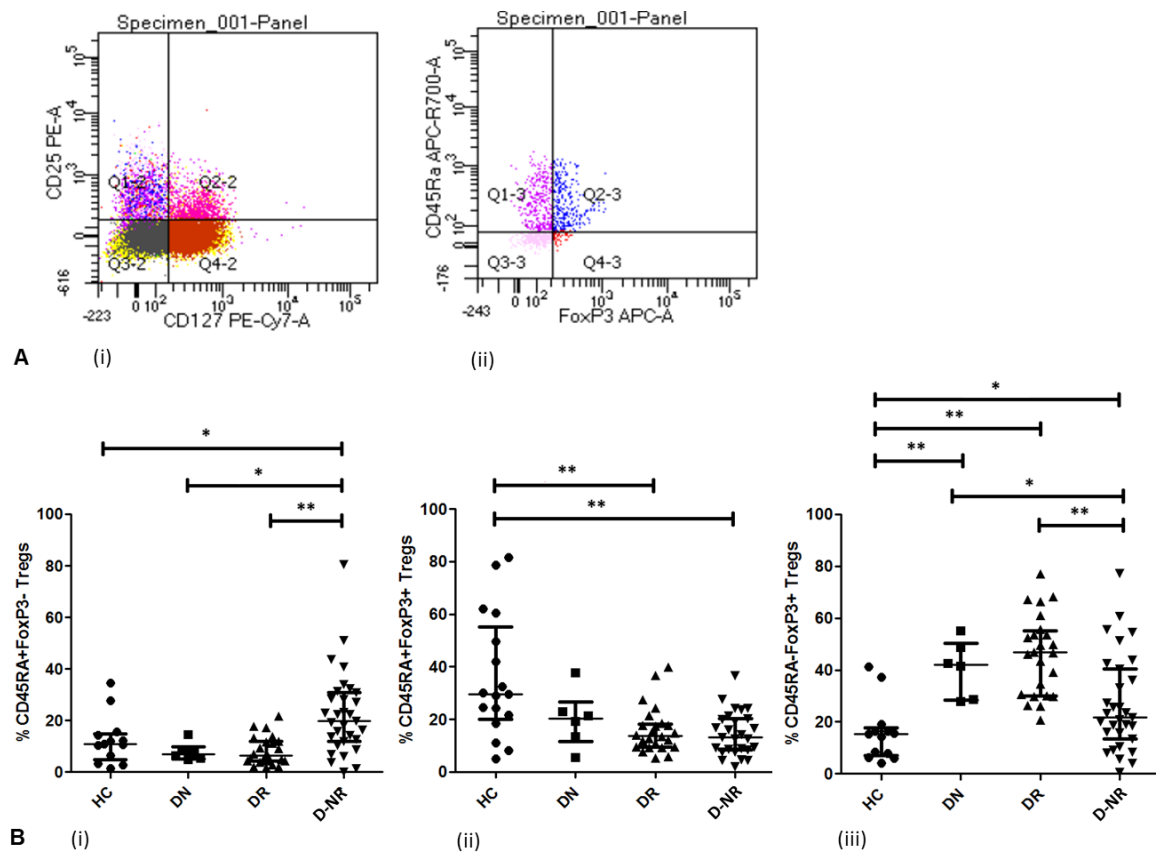 Specimen_001-Panel
CD25 PE-A
10^5
10^4
10^3
0
-616
Q1-2 Q2-2
Q3-2 Q4-2
-223
0 10^2 10^3 10^4 10^5
CD127 PE-Cy7-A
Specimen_001-Panel
CD45Ra APC-R700-A
10^5
10^4
10^3
10^2
0
-176
Q1-3 Q2-3
Q3-3 Q4-3
-243
0 10^2 10^3 10^4 10^5
FoxP3 APC-A
A (i) (ii)
*
*
**
% CD45RA+FoxP3- Tregs
100
80
60
40
20
0
HC DN DR D-NR
**
**
% CD45RA+FoxP3+ Tregs
100
80
60
40
20
0
HC DN DR D-NR
*
**
**
*
**
% CD45RA-FoxP3+ Tregs
100
80
60
40
20
0
HC DN DR D-NR
B (i) (ii) (iii)